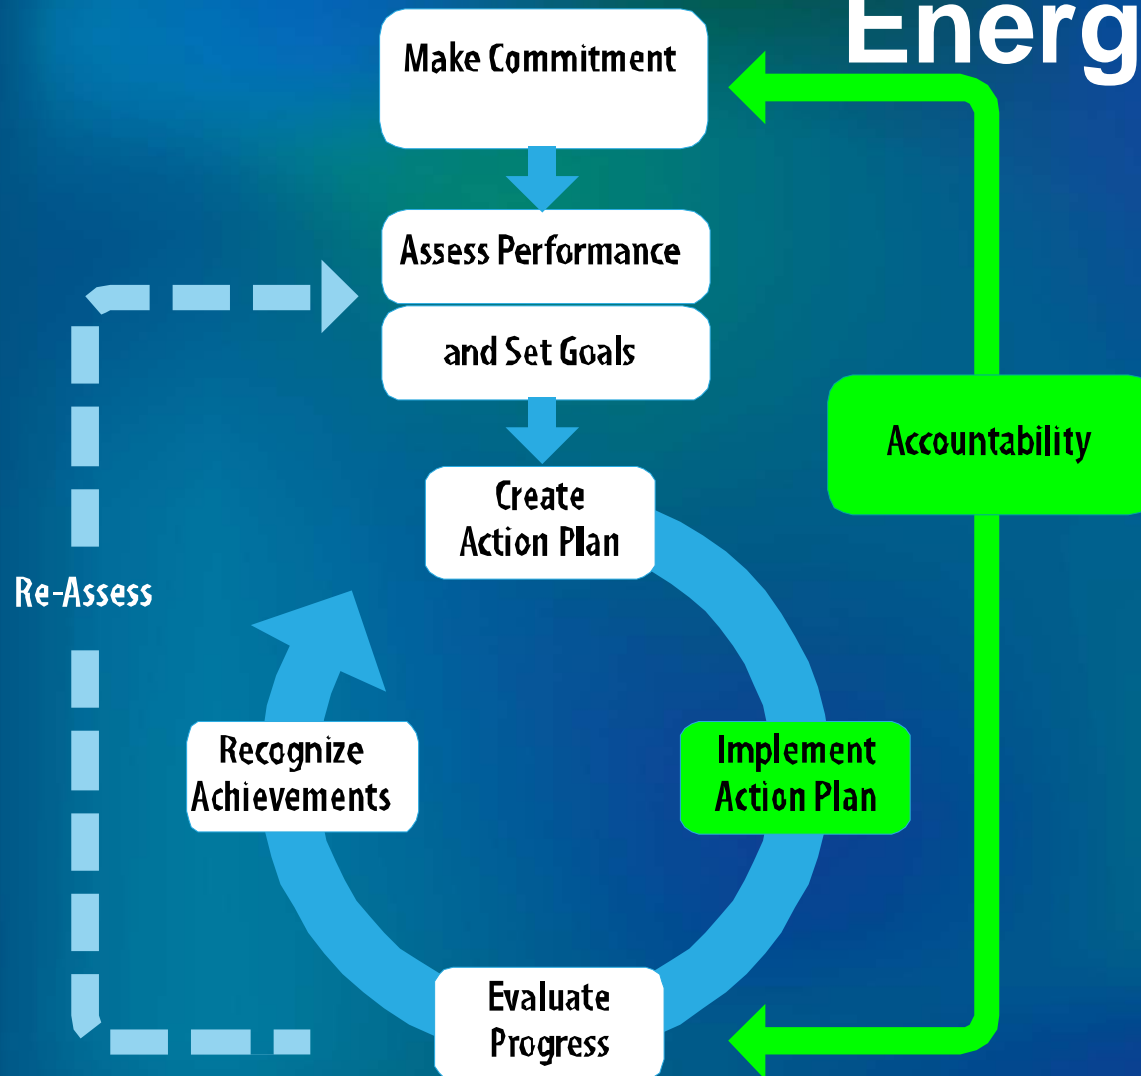 Energ
Make Commitment
Assess Performance
and Set Goals
Accountability
Create
Action Plan
Re-Assess
Recognize
Achievements
Implement
Action Plan
Evaluate
Progress